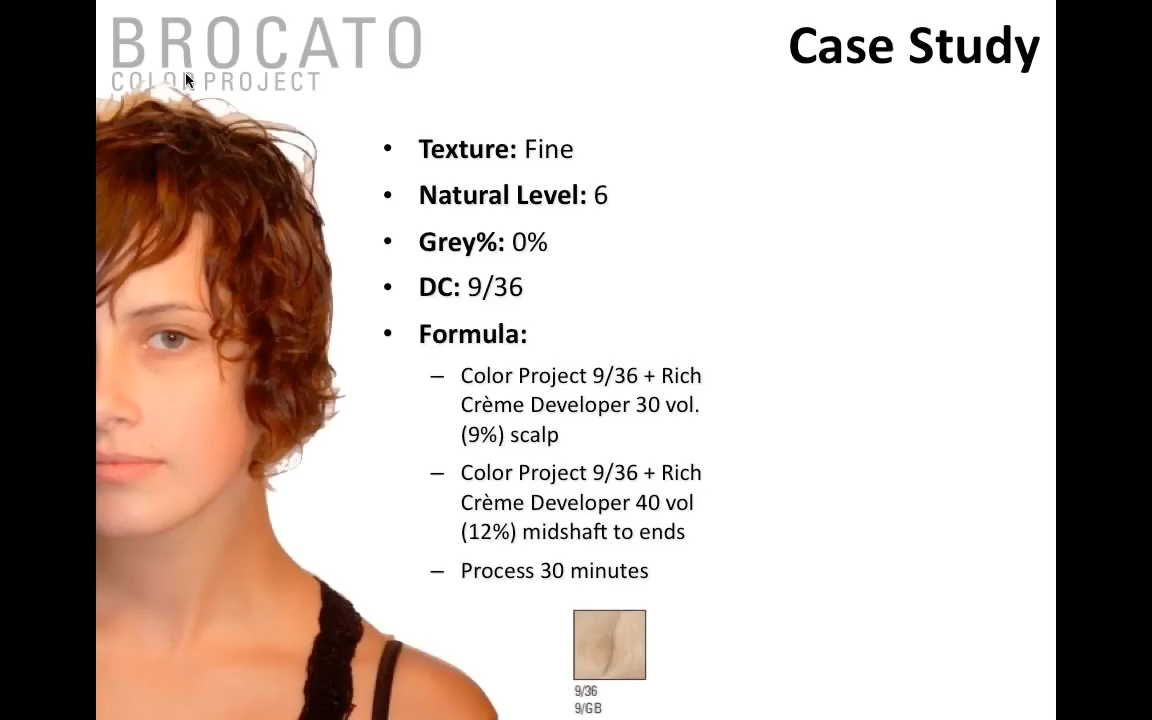 BROCATO
COLOR PROJECT
Case Study
• Texture: Fine
• Natural Level: 6
• Grey%: 0%
• DC: 9/36
• Formula:
– Color Project 9/36 + Rich
Crème Developer 30 vol.
(9%) scalp
– Color Project 9/36 + Rich
Crème Developer 40 vol
(12%) midshaft to ends
– Process 30 minutes
9/36
9/GB